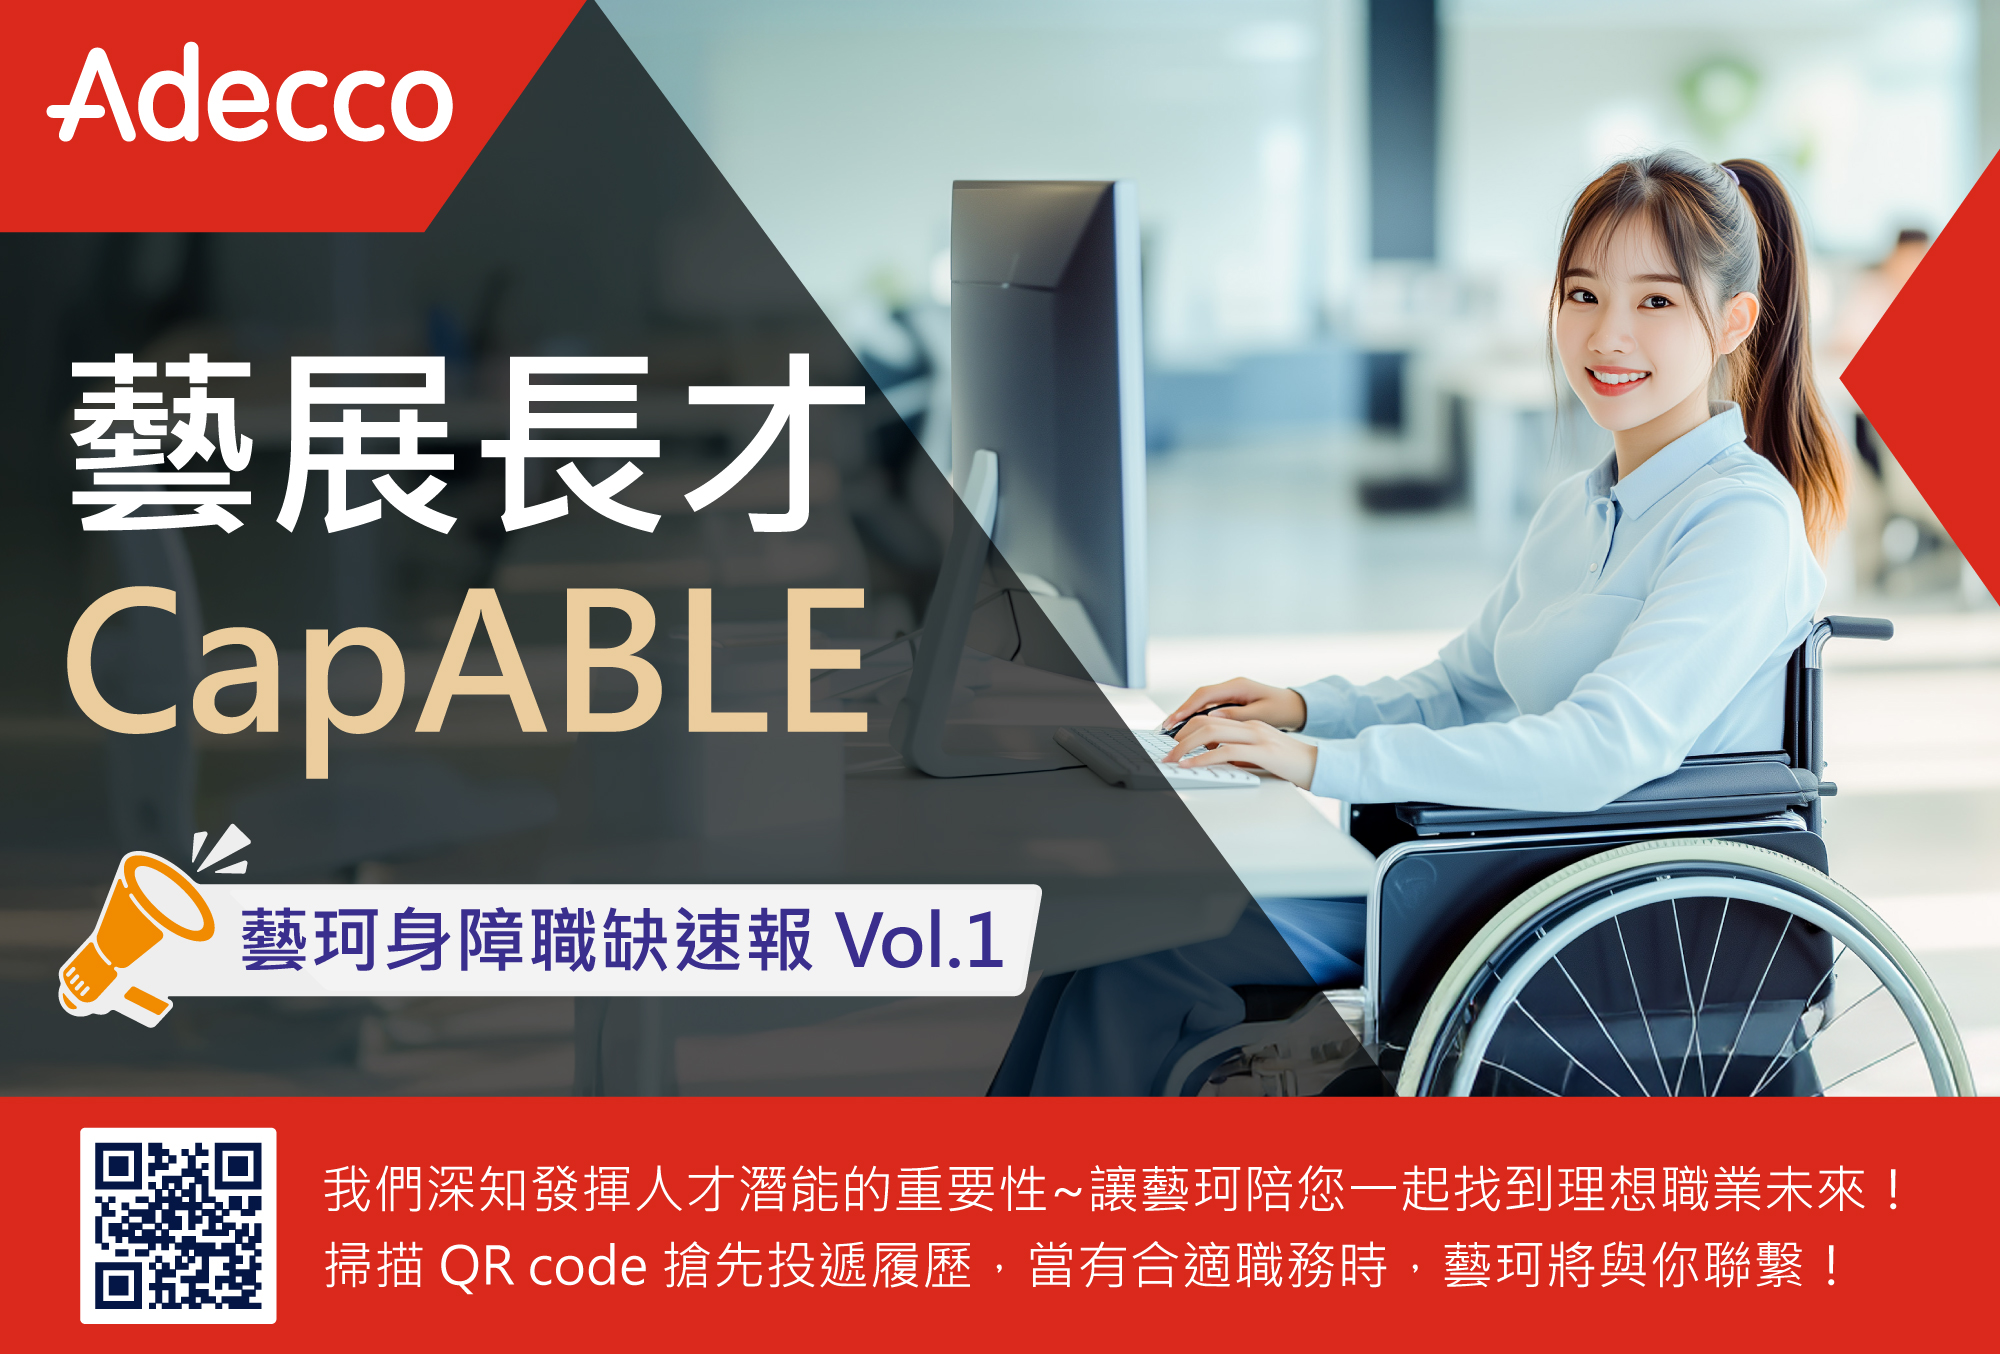 Adecco
藝展長才
CapABLE
藝珂身障職缺速報 Vol.1
我們深知發揮人才潛能的重要性~讓藝珂陪您一起找到理想職業未來！
掃描 QR code 搶先投遞履歷，當有合適職務時，藝珂將與你聯繫！